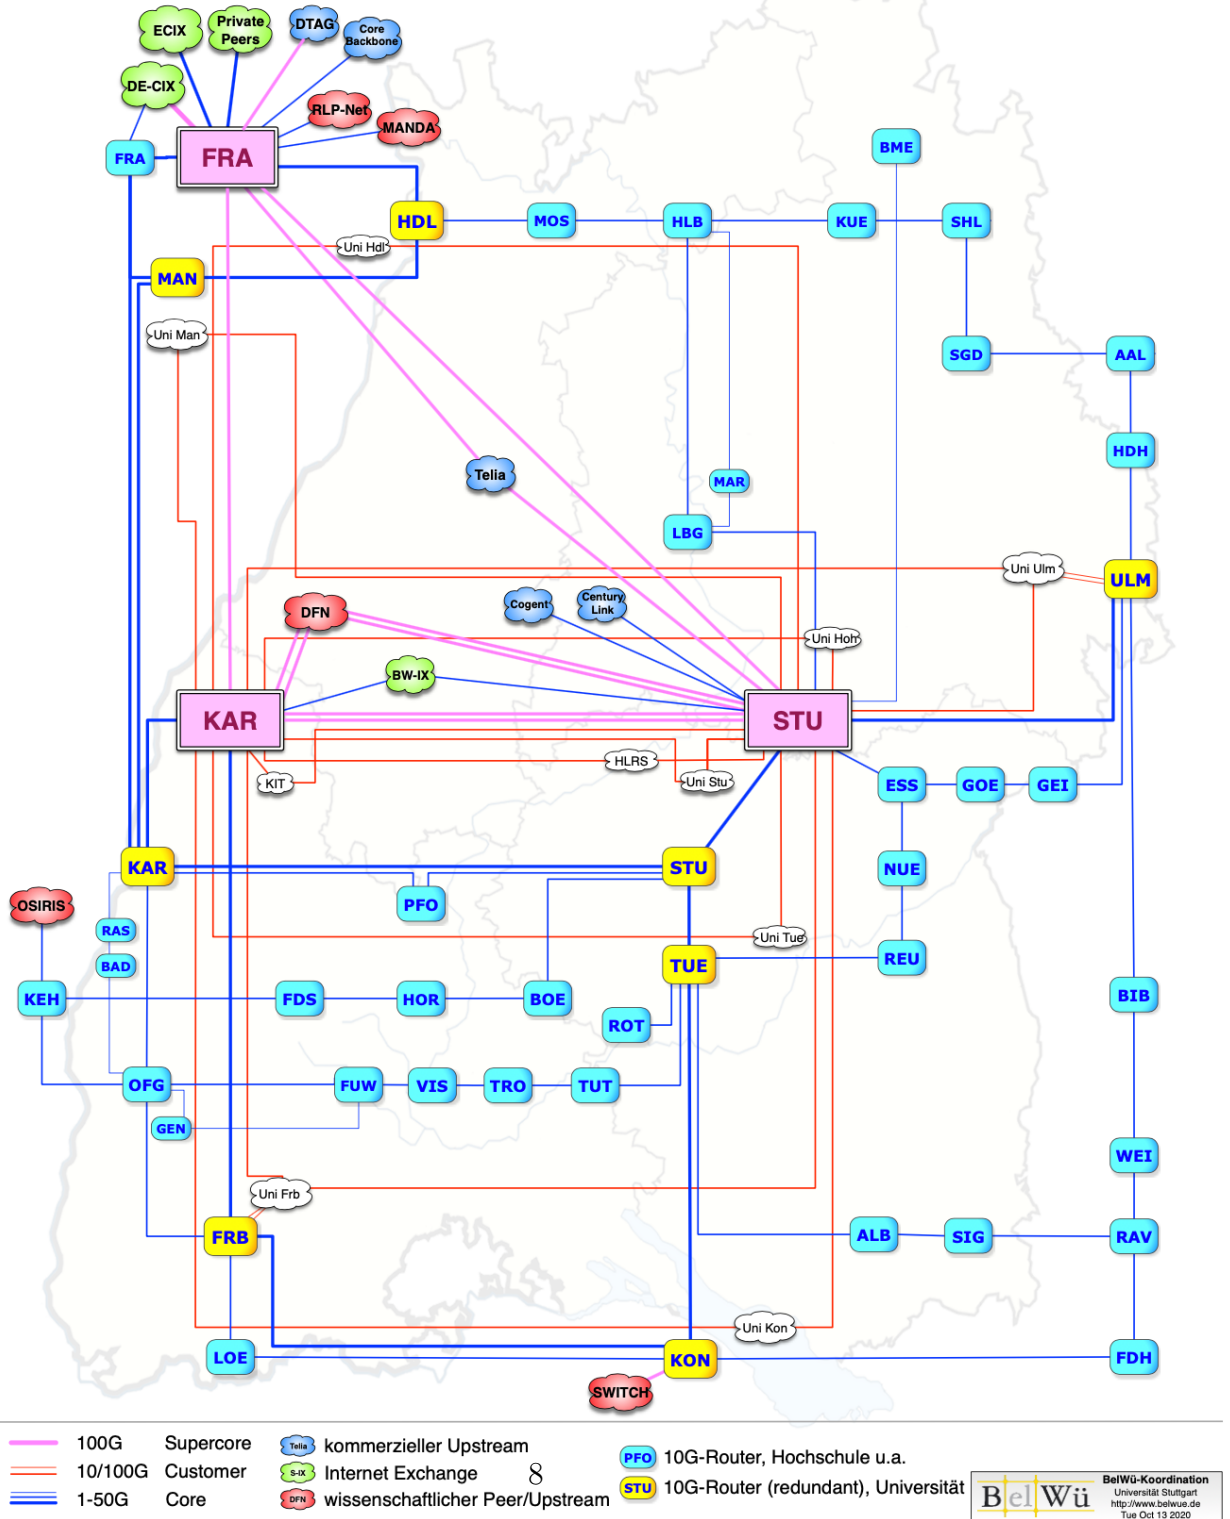 ECIX
Private
Peers
DTAG
Core
Backbone
DE-CIX
RLP-Net
MANDA
FRA
FRA
BME
HDL
MOS
HLB
KUE
SHL
Uni Hdl
MAN
Uni Man
SGD
AAL
HDH
Telia
MAR
LBG
Uni Ulm
ULM
DFN
Cogent
Century
Link
Uni Hoh
BW-IX
KAR
STU
HLRS
KIT
Uni Stu
ESS
GOE
GEI
KAR
STU
NUE
PFO
OSIRIS
RAS
Uni Tue
BAD
TUE
REU
KEH
FDS
HOR
BOE
BIB
ROT
OFG
FUW
VIS
TRO
TUT
GEN
WEI
Uni Frb
FRB
ALB
SIG
RAV
Uni Kon
LOE
KON
FDH
SWITCH
100G Supercore
10/100G Customer
1-50G Core
Telia kommerzieller Upstream
S-IX Internet Exchange
8
DFN wissenschaftlicher Peer/Upstream
PFO 10G-Router, Hochschule u.a.
STU 10G-Router (redundant), Universität
BelWü
BelWü-Koordination
Universität Stuttgart
http://www.belwue.de
Tue Oct 13 2020